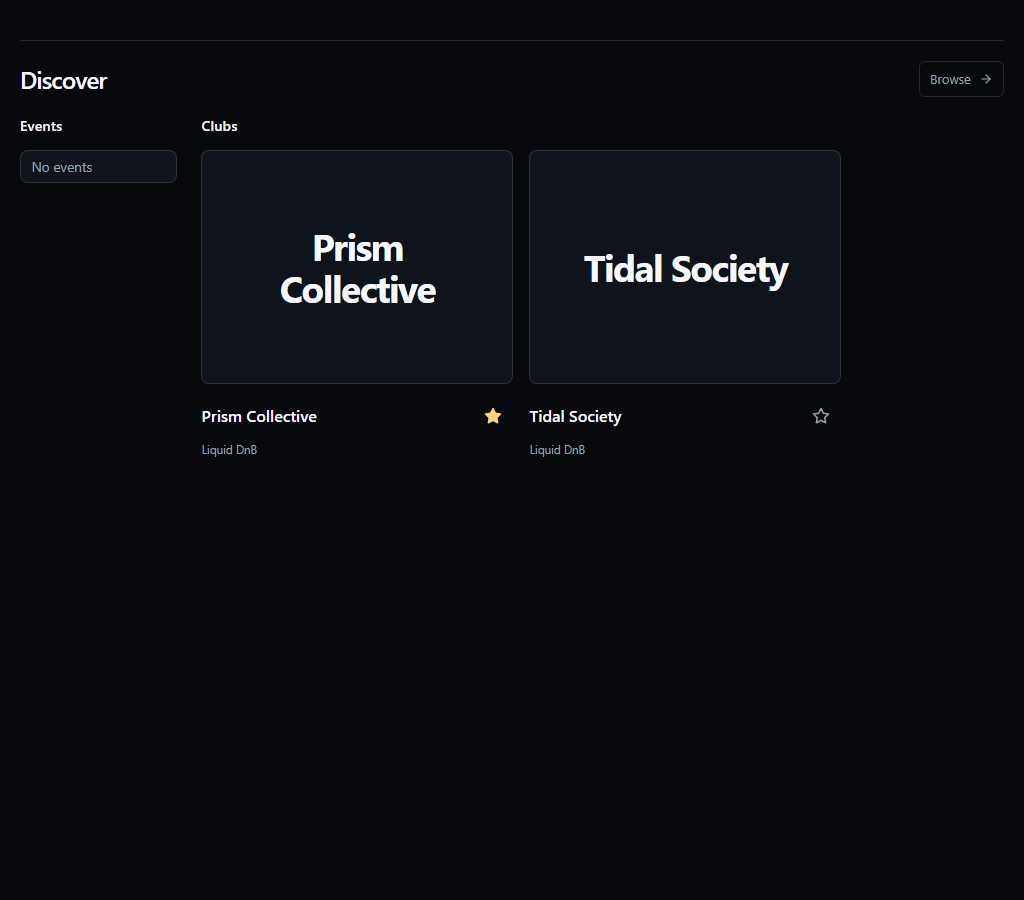 Discover
Browse
Events
Clubs
No events
Prism
Collective
Tidal Society
Prism Collective
Tidal Society
Liquid DnB
Liquid DnB